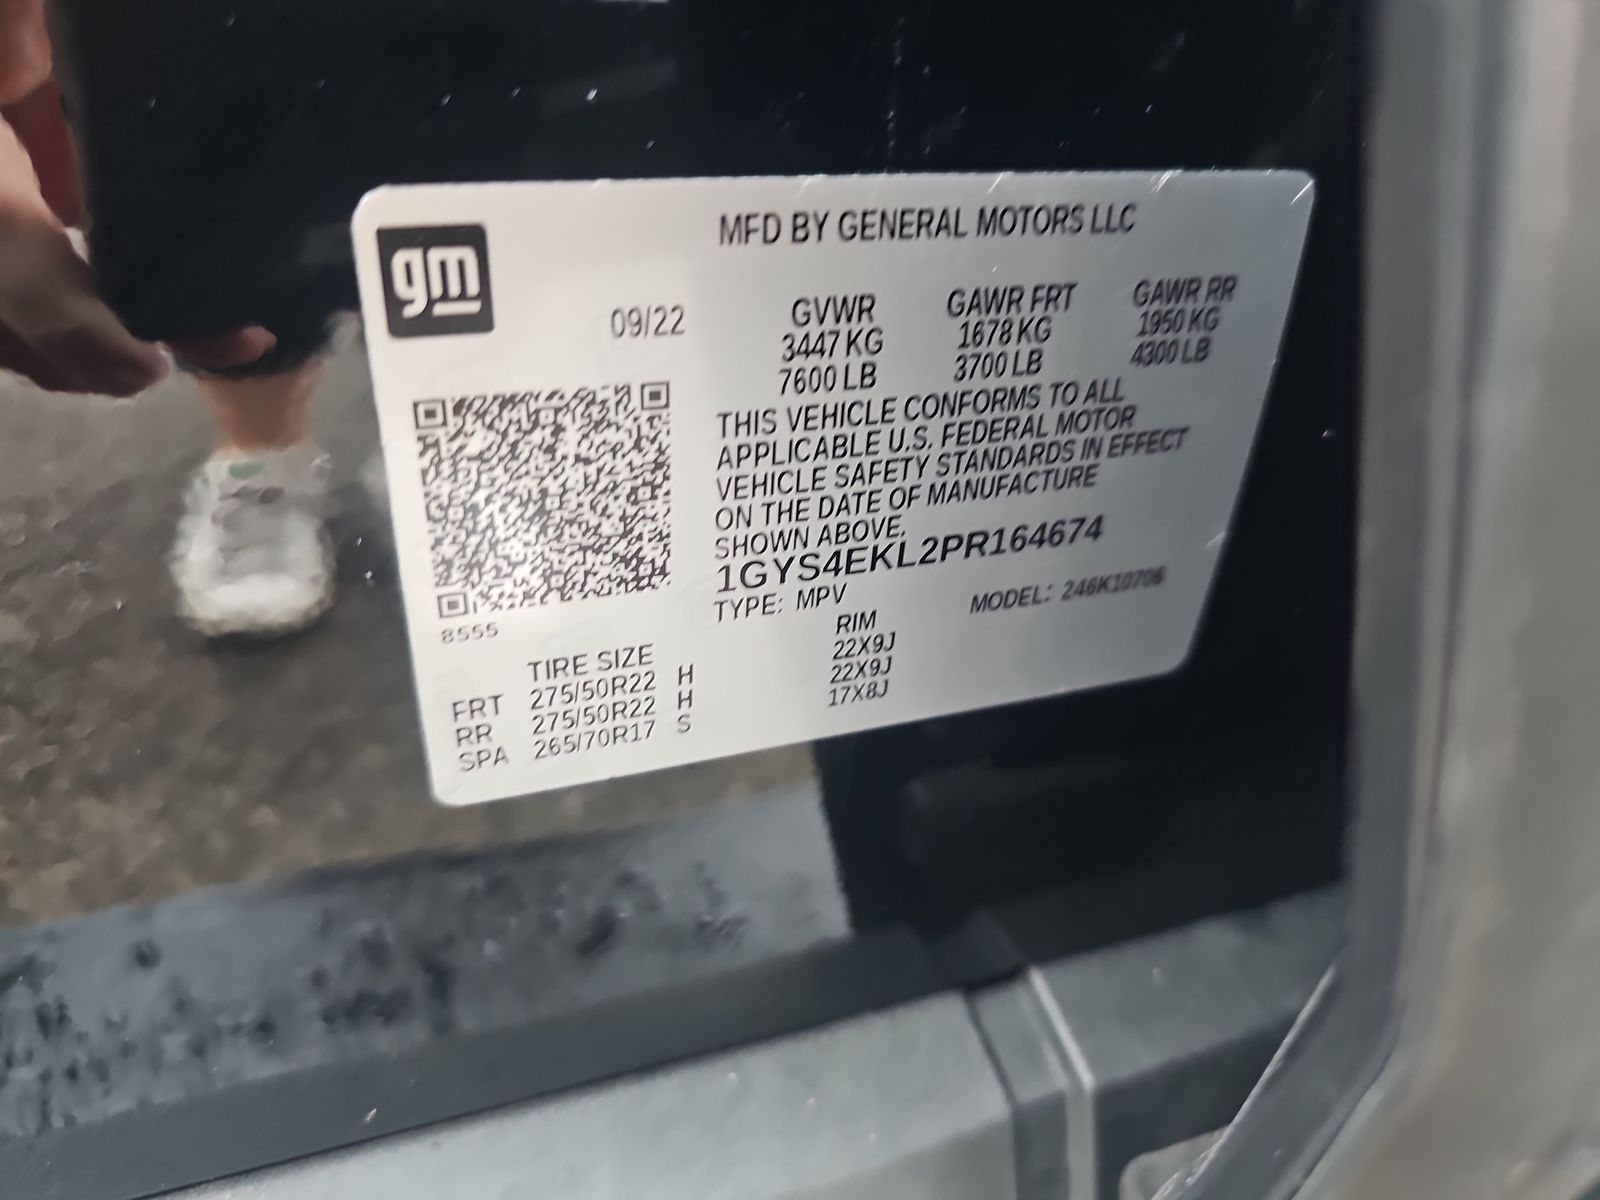 gm
MFD BY GENERAL MOTORS LLC
09/22 GVWR GAWR FRT GAWR RR
3447 KG 1678 KG 1950 KG
7600 LB 3700 LB 4300 LB
THIS VEHICLE CONFORMS TO ALL
APPLICABLE U.S. FEDERAL MOTOR
VEHICLE SAFETY STANDARDS IN EFFECT
ON THE DATE OF MANUFACTURE
SHOWN ABOVE.
1GYS4EKL2PR164674
TYPE: MPV MODEL: 246K10706
8555
TIRE SIZE RIM
FRT 275/50R22 H 22X9J
RR 275/50R22 H 22X9J
SPA 265/70R17 S 17X8J